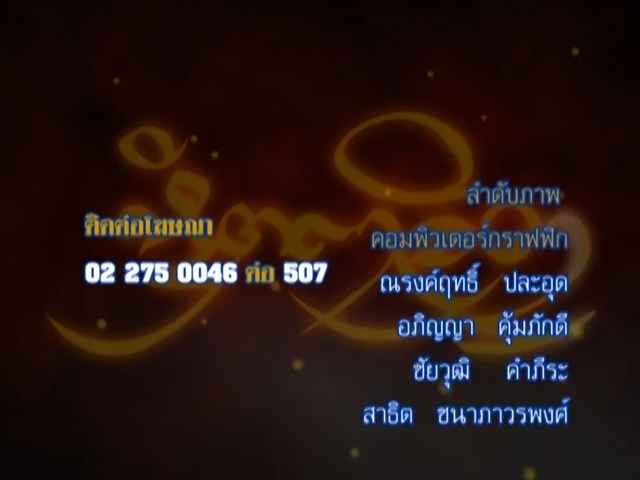 ติดต่อโฆษณา
02 275 0046 ต่อ 507
ลำดับภาพ
คอมพิวเตอร์กราฟฟิก
ณรงค์ฤทธิ์ ปละอุด
อภิญญา คุ้มภักดี
ชัยวุฒิ คำภีระ
สาธิต ชนาภาวรพงศ์